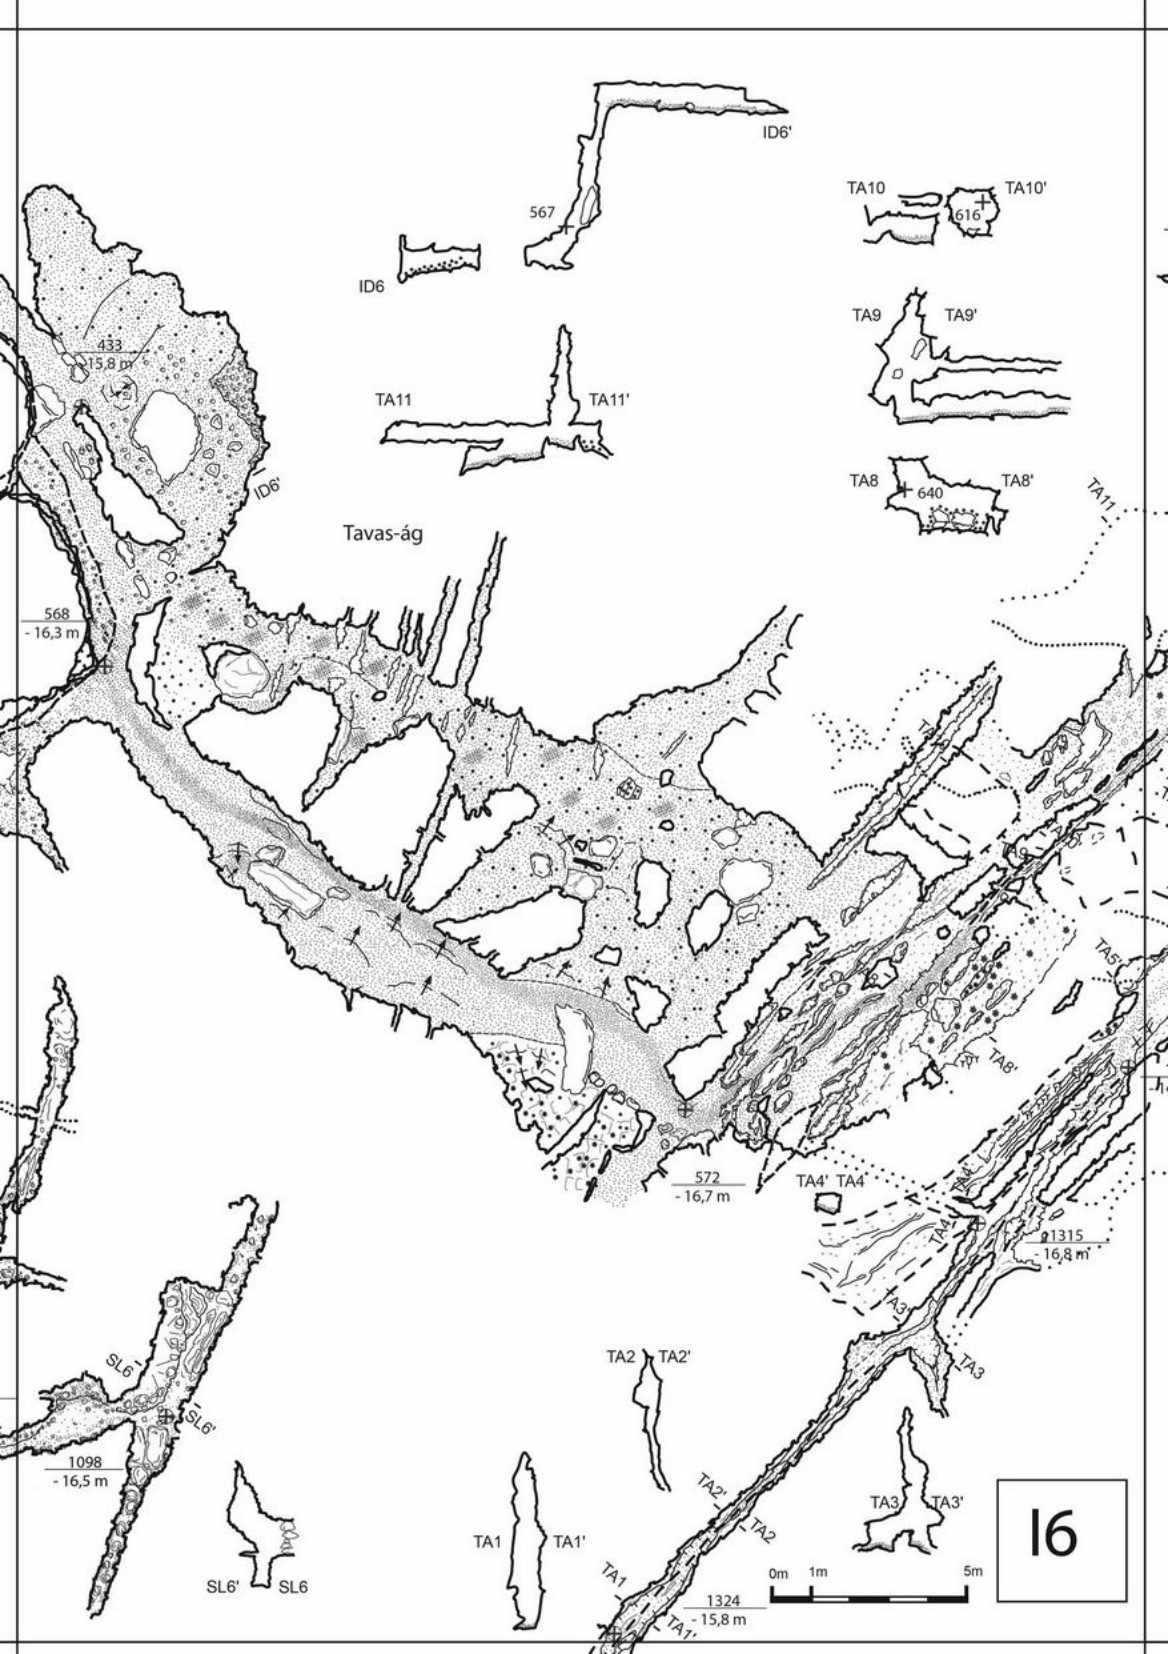 ID6'
567
TA10
TA10'
616
ID6
TA9
TA9'
433
15,8 m
TA11
TA11'
TA8
640
TA8'
ID6'
TA11
Tavas-ág
568
- 16,3 m
TA5'
TA8'
572
- 16,7 m
TA4' TA4
TA4'
TA4
1315
- 16,8 m
TA3'
TA3
SL6
SL6'
TA2
TA2'
1098
- 16,5 m
TA2'
TA2
TA3
TA3'
TA1
TA1'
SL6'
SL6
TA1
TA1'
1324
- 15,8 m
0m
1m
5m
I6